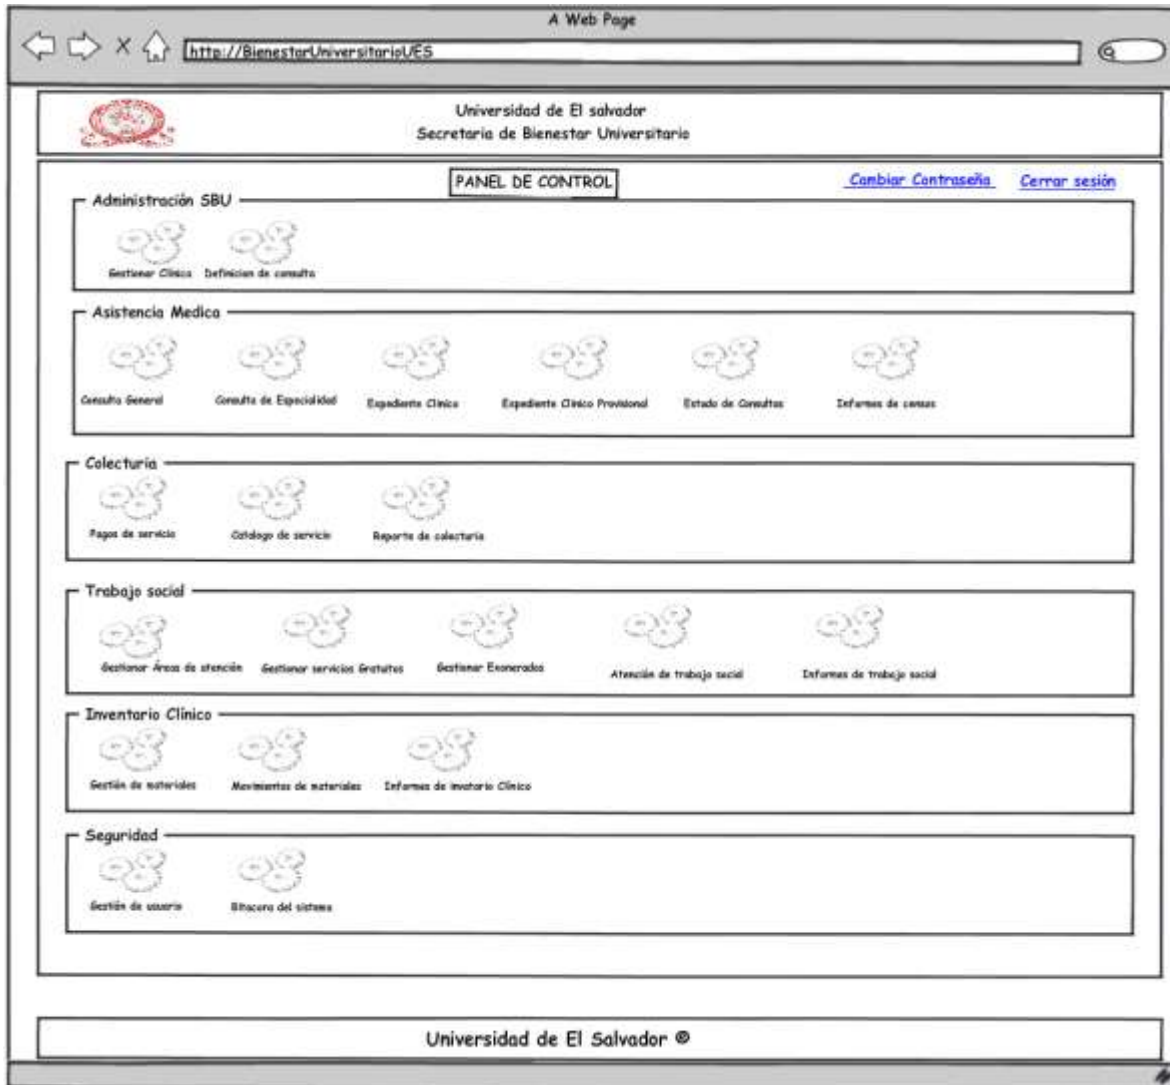 A Web Page
http://BienestarUniversitarioUES
Universidad de El salvador
Secretaria de Bienestar Universitario
PANEL DE CONTROL
Cambiar Contraseña Cerrar sesión
Administración SBU
Gestionar Clinica Definicion de consulta
Asistencia Medica
Consulta General Consulta de Especialidad Expediente Clinico Expediente Clinico Provisional Estado de Consultas Informes de censos
Colecturia
Pagos de servicio Catalogo de servicio Reporte de colecturia
Trabajo social
Gestionar Áreas de atención Gestionar servicios Gratuitos Gestionar Exonerados Atención de trabajo social Informes de trabajo social
Inventario Clínico
Gestión de materiales Movimientos de materiales Informes de invatario Clínico
Seguridad
Gestión de usuario Bitacora del sistema
Universidad de El Salvador ®